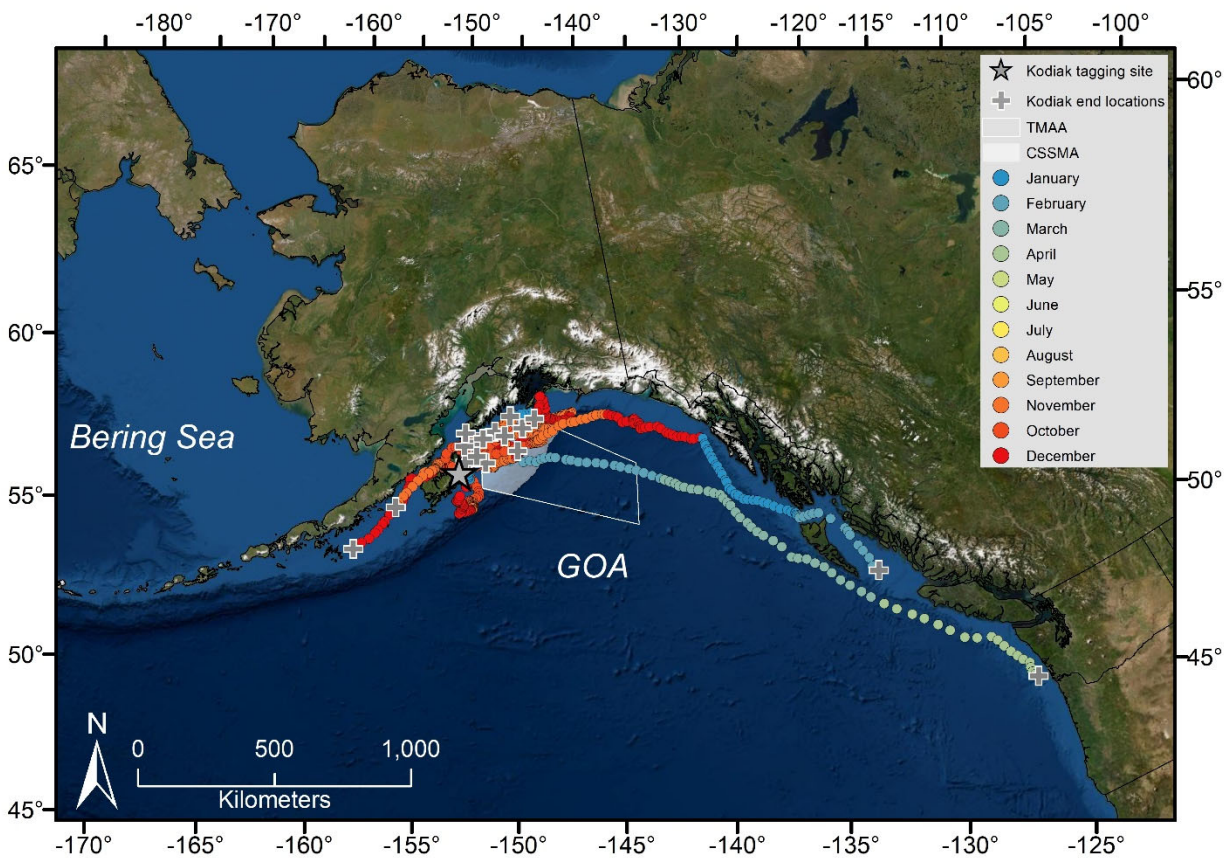 -180° -170° -160° -150° -140° -130° -120° -118° -114° -110° -105° -100°
Kodiak tagging site
Kodiak end locations
TMAA
CSSMA
January
February
March
April
May
June
July
August
September
November
October
December
60°
65°
60°
55°
55°
50°
50°
45°
45°
Bering Sea
GOA
N
0 500 1,000
Kilometers
-170° -165° -160° -155° -150° -145° -140° -135° -130° -125°